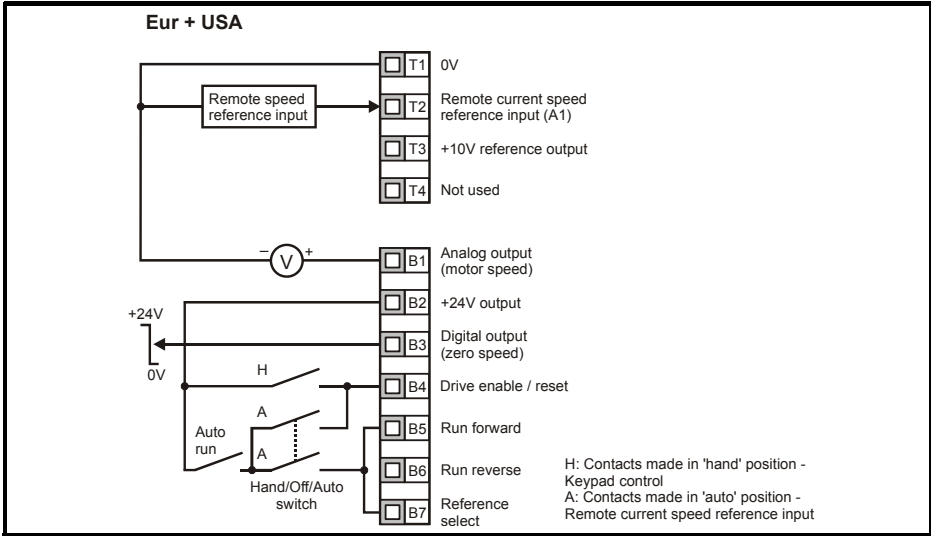 Eur + USA
T1 0V
Remote speed
reference input
T2 Remote current speed
reference input (A1)
T3 +10V reference output
T4 Not used
– V +
B1 Analog output
(motor speed)
B2 +24V output
+24V
0V
B3 Digital output
(zero speed)
H
B4 Drive enable / reset
A
Auto
run
A
B5 Run forward
B6 Run reverse
Hand/Off/Auto
switch
B7 Reference
select
H: Contacts made in 'hand' position -
Keypad control
A: Contacts made in 'auto' position -
Remote current speed reference input